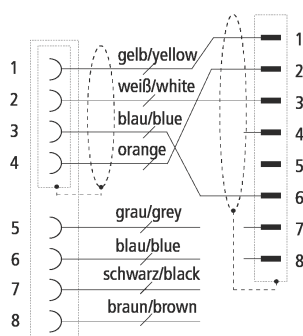 1 gelb/yellow 1
2 weiß/white 2
3 blau/blue 3
4 orange 4
5
6
5 grau/grey 7
6 blau/blue 8
7 schwarz/black
8 braun/brown